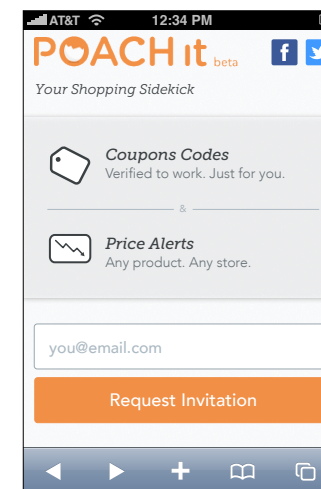 AT&T 12:34 PM
POACH it beta
Your Shopping Sidekick
Coupons Codes
Verified to work. Just for you.
&
Price Alerts
Any product. Any store.
you@email.com
Request Invitation